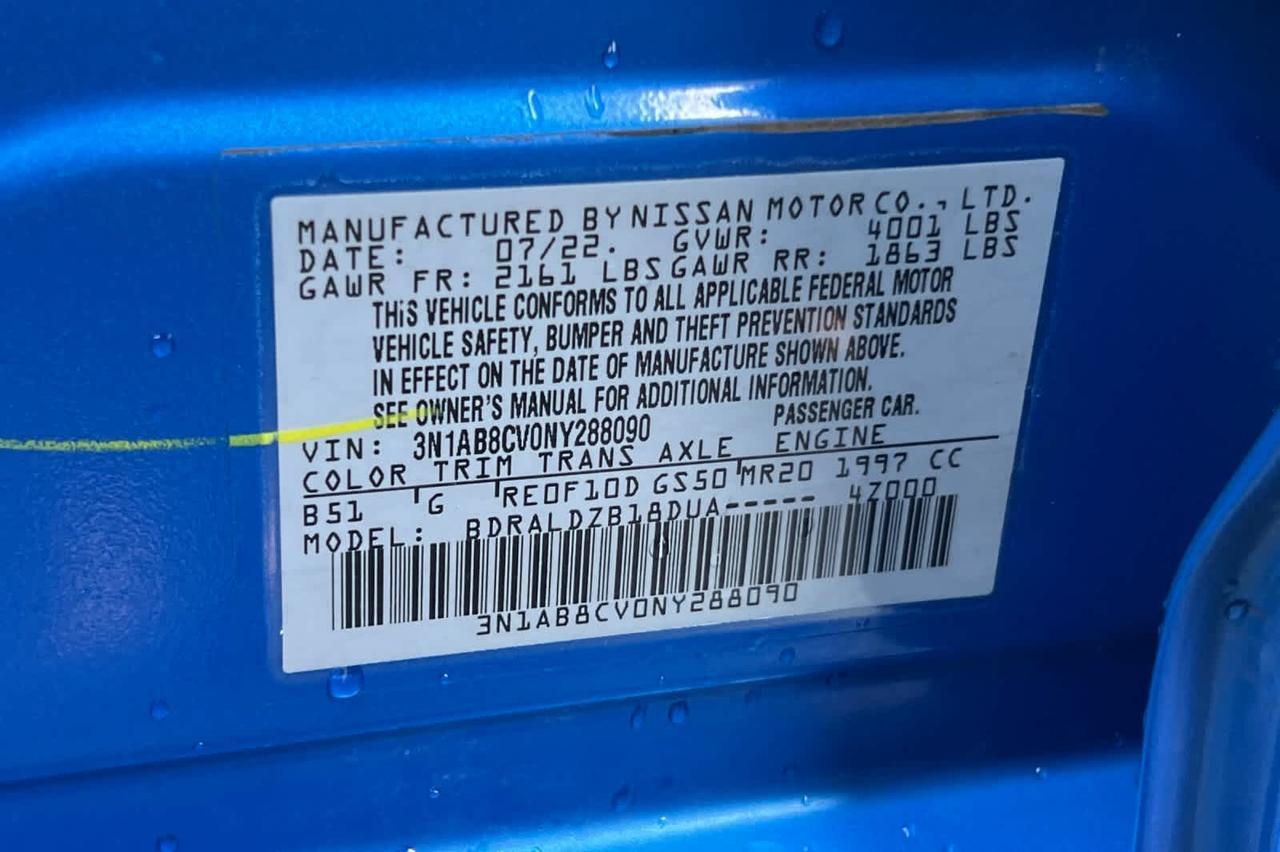 MANUFACTURED BY NISSAN MOTOR CO., LTD.
DATE: 07/22. GVWR: 4001 LBS
GAWR FR: 2161 LBS GAWR RR: 1863 LBS
THIS VEHICLE CONFORMS TO ALL APPLICABLE FEDERAL MOTOR
VEHICLE SAFETY, BUMPER AND THEFT PREVENTION STANDARDS
IN EFFECT ON THE DATE OF MANUFACTURE SHOWN ABOVE.
SEE OWNER'S MANUAL FOR ADDITIONAL INFORMATION.
VIN: 3N1AB8CV0NY288090 PASSENGER CAR.
COLOR TRIM TRANS AXLE ENGINE
B51 G RE0F10D GS50 MR20 1997 CC
MODEL: BDRALDZB18DUA----- 4Z000
3N1AB8CV0NY288090